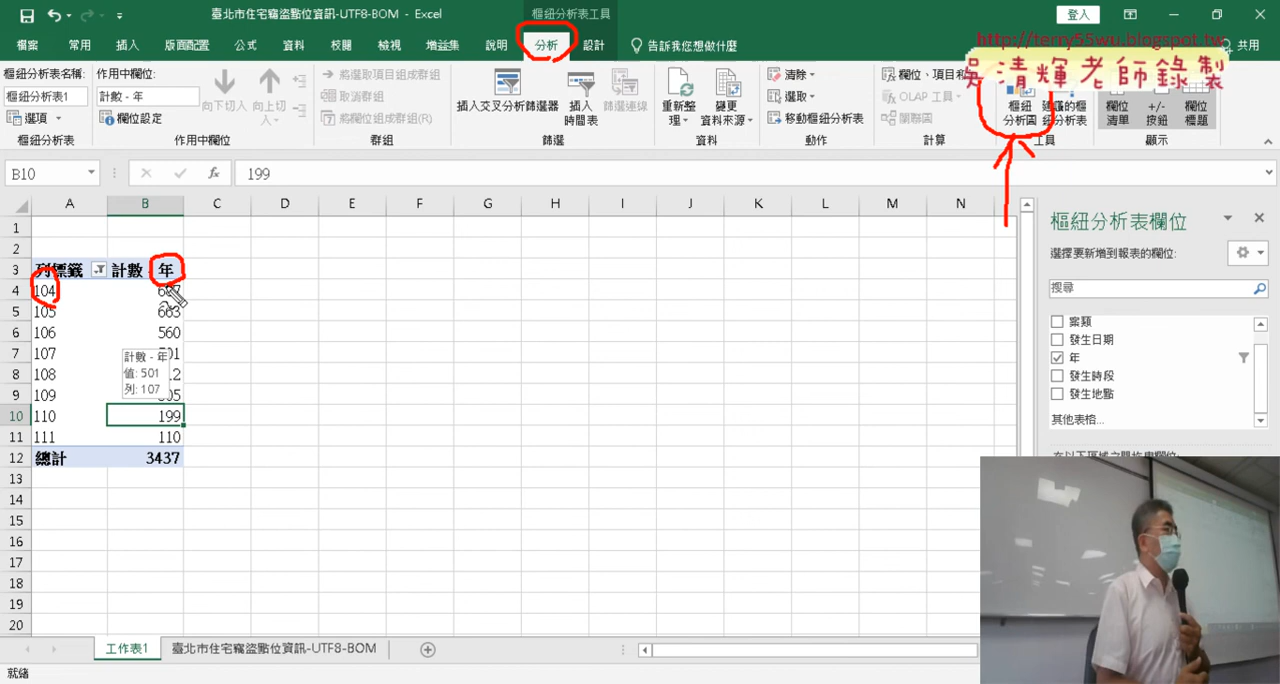 臺北市住宅竊盜點位資訊-UTF8-BOM - Excel
樞紐分析表工具
登入
檔案 常用 插入 版面配置 公式 資料 校閱 檢視 增益集 說明 分析 設計 告訴我您想做什麼 共用
http://terry55wu.blogspot.tw
吳清輝老師錄製
樞紐分析表名稱: 作用中欄位:
樞紐分析表1 計數 - 年
選項 欄位設定
向下切入 向上切入
將選取項目組成群組
取消群組
將欄位組成群組(R)
插入交叉分析篩選器 插入時間表 篩選連線
重新整理 變更資料來源
清除
選取
移動樞紐分析表
欄位、項目和
OLAP 工具
關聯圖
樞紐分析圖
欄位清單 +/-按鈕 欄位標題
樞紐分析表 作用中欄位 群組 篩選 資料 動作 計算 工具 顯示
B10 fx 199
A B C D E F G H I J K L M N
1
2
3 列標籤 計數 年
4 104
5 105 663
6 106 560
7 107
8 108
9 109
10 110 199
11 111 110
12 總計 3437
13
14
15
16
17
18
19
20
計數 - 年
值: 501
列: 107
樞紐分析表欄位
選擇要新增到報表的欄位:
搜尋
案類
發生日期
年
發生時段
發生地點
其他表格...
工作表1 臺北市住宅竊盜點位資訊-UTF8-BOM
就緒